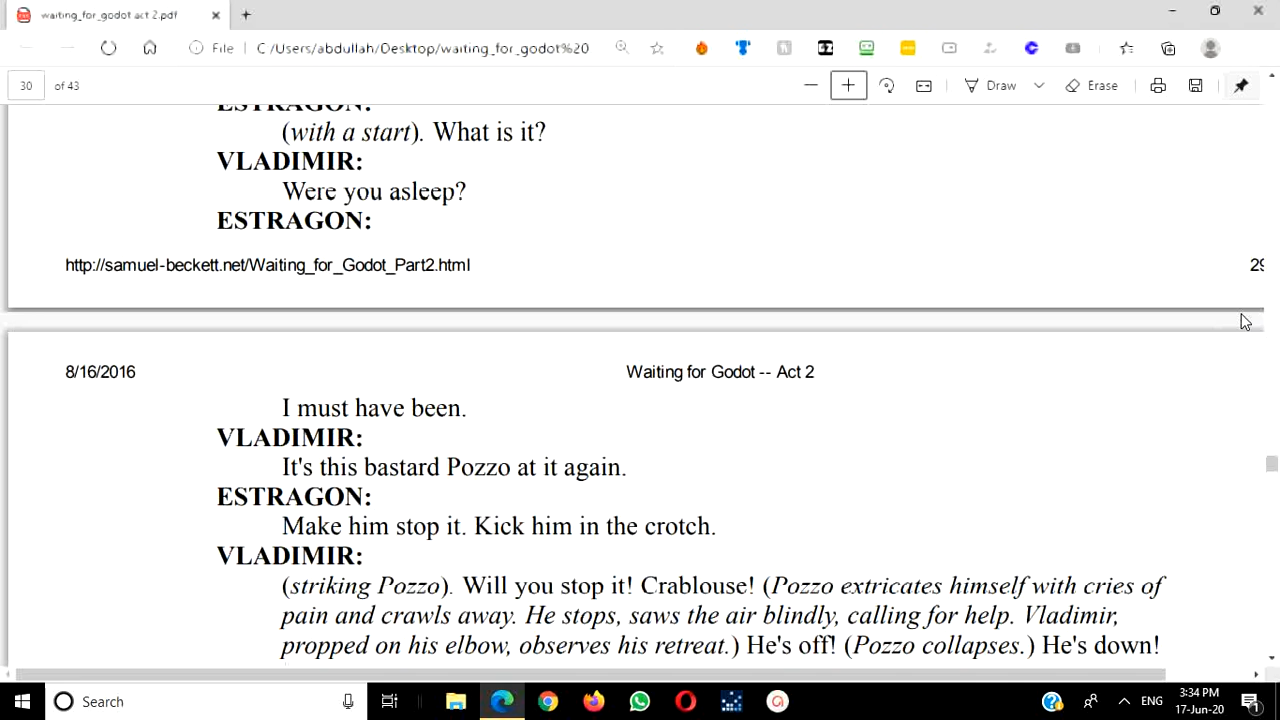 waiting_for_godot act 2.pdf
File
C:/Users/abdullah/Desktop/waiting_for_godot%20
30 of 43
Draw
Erase
ESTRAGON:
(with a start). What is it?
VLADIMIR:
Were you asleep?
ESTRAGON:
http://samuel-beckett.net/Waiting_for_Godot_Part2.html
29
8/16/2016
Waiting for Godot -- Act 2
I must have been.
VLADIMIR:
It's this bastard Pozzo at it again.
ESTRAGON:
Make him stop it. Kick him in the crotch.
VLADIMIR:
(striking Pozzo). Will you stop it! Crablouse! (Pozzo extricates himself with cries of
pain and crawls away. He stops, saws the air blindly, calling for help. Vladimir,
propped on his elbow, observes his retreat.) He's off! (Pozzo collapses.) He's down!
Search
ENG
3:34 PM
17-Jun-20